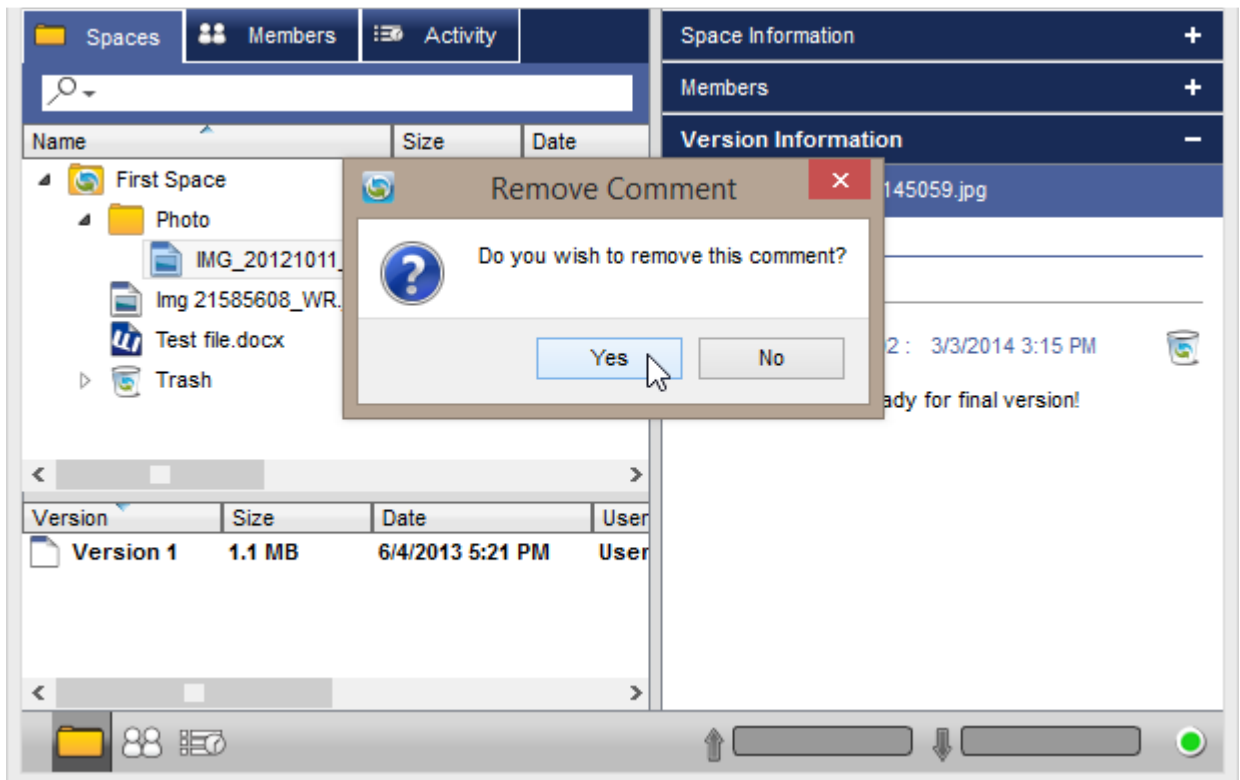 Spaces Members Activity
Space Information
Members
Name Size Date
Version Information
First Space
Remove Comment
145059.jpg
Photo
Do you wish to remove this comment?
IMG_20121011_
Img 21585608_WR.
Test file.docx
Yes No
2 : 3/3/2014 3:15 PM
Trash
ady for final version!
Version Size Date User
Version 1 1.1 MB 6/4/2013 5:21 PM User